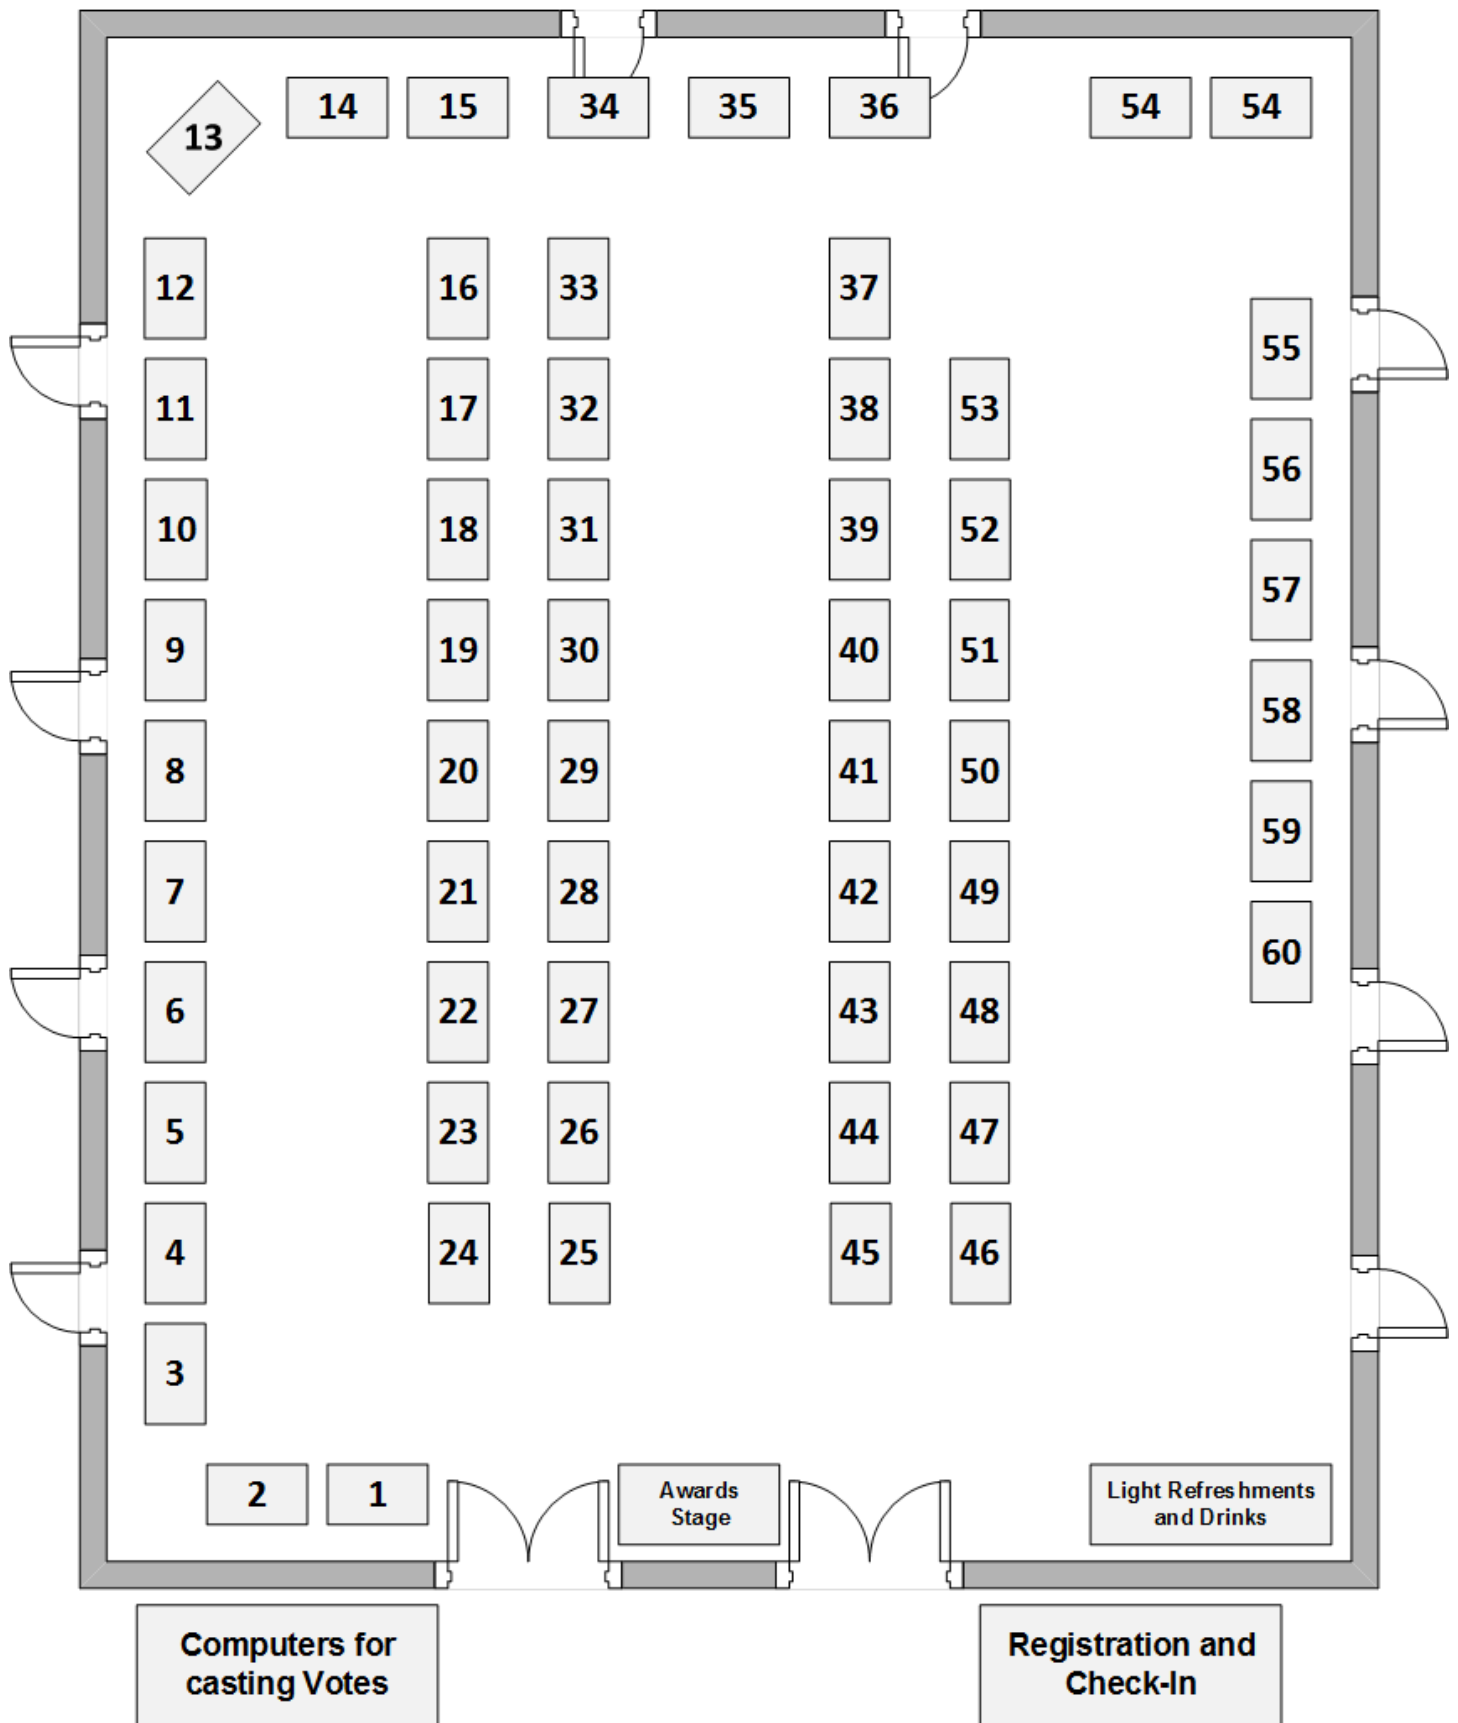 14 15 34 35 36 54 54
13
12 16 33 37
55
11 17 32 38 53
56
10 18 31 39 52
57
9 19 30 40 51
58
8 20 29 41 50
59
7 21 28 42 49
60
6 22 27 43 48
5 23 26 44 47
4 24 25 45 46
3
2 1
Awards
Stage
Light Refreshments
and Drinks
Computers for
casting Votes
Registration and
Check-In